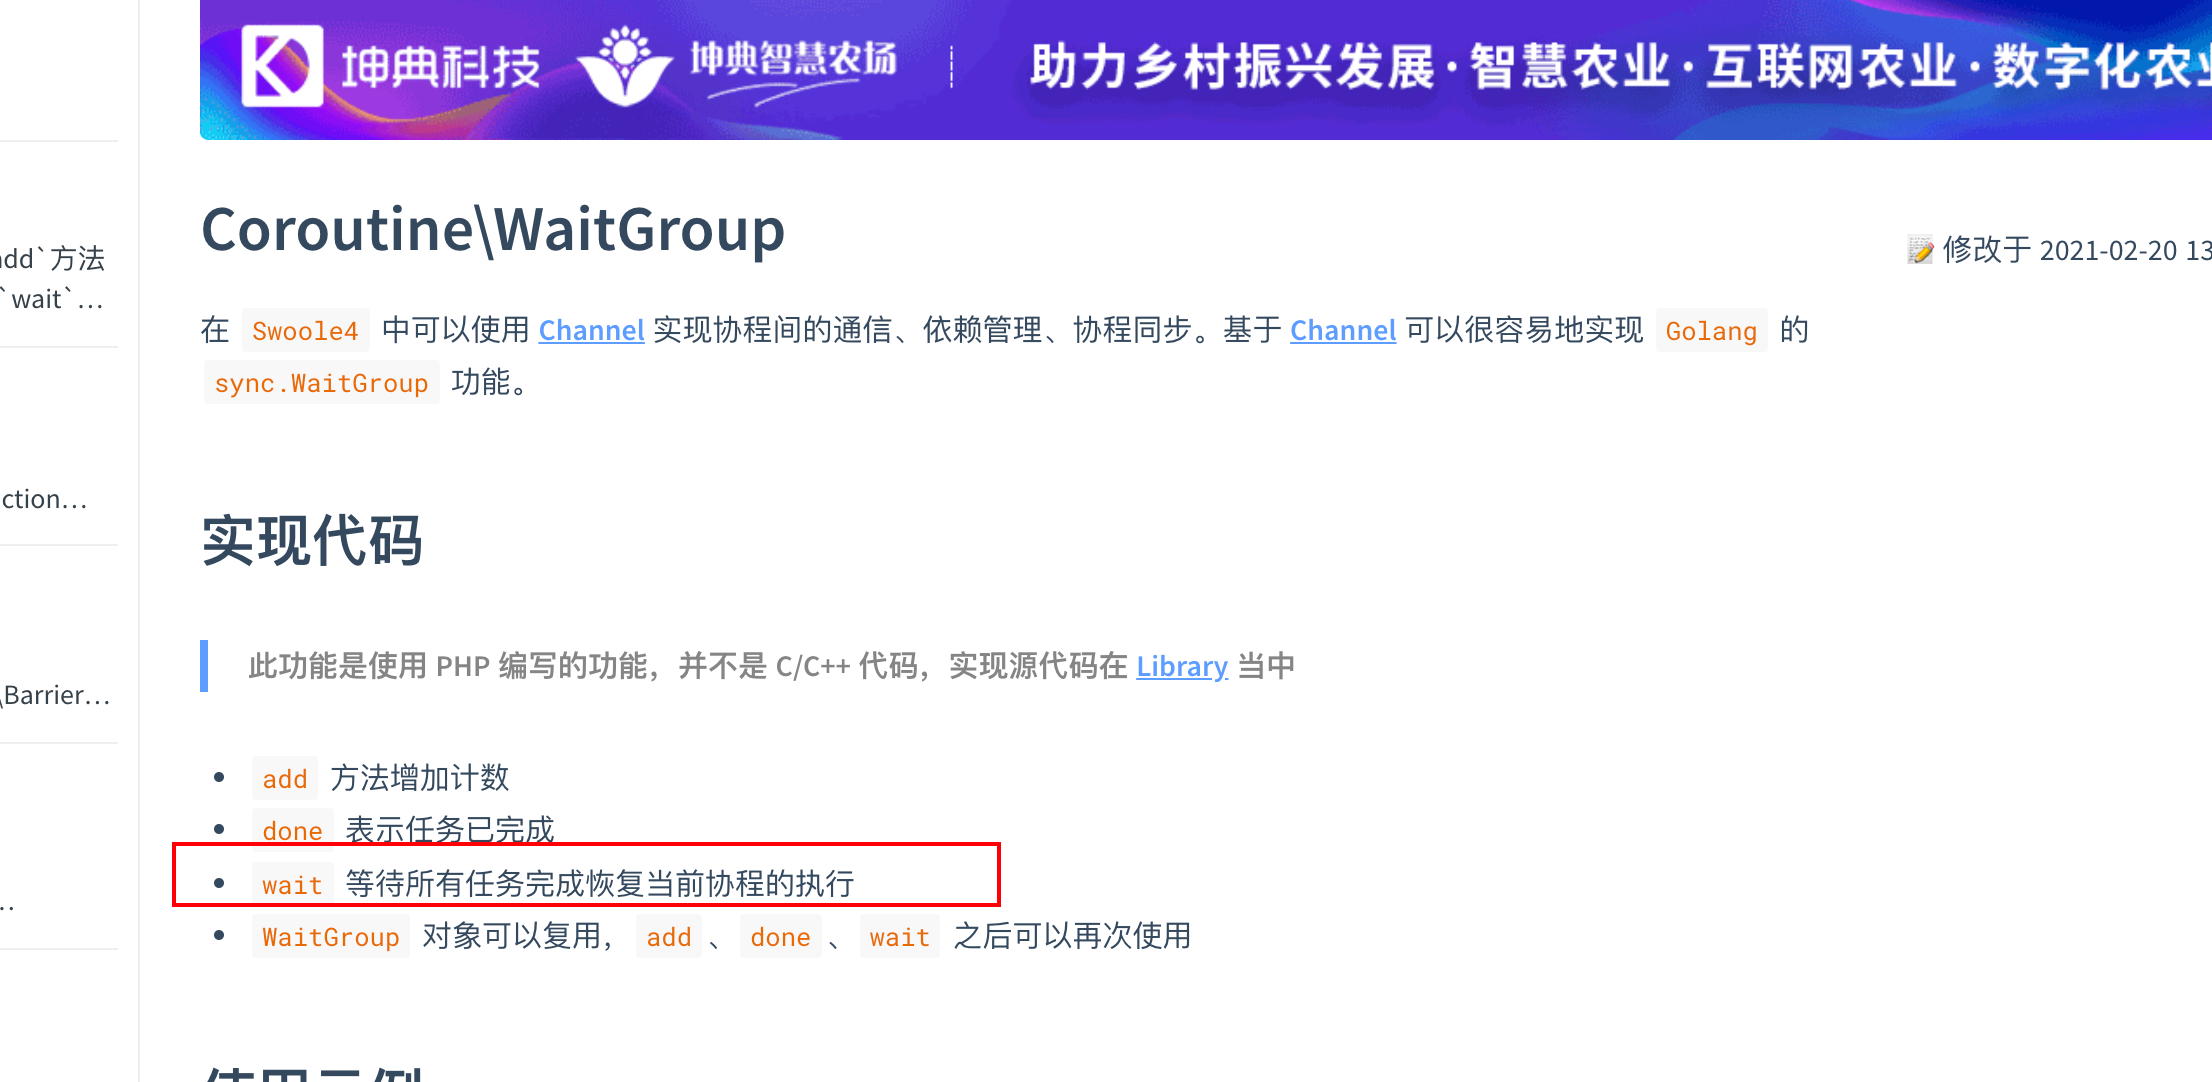 坤典科技 坤典智慧农场 助力乡村振兴发展·智慧农业·互联网农业·数字化农业
Coroutine\WaitGroup
修改于 2021-02-20 13
add`方法
`wait`…
在 Swoole4 中可以使用 Channel 实现协程间的通信、依赖管理、协程同步。基于 Channel 可以很容易地实现 Golang 的
sync.WaitGroup 功能。
ction…
实现代码
此功能是使用 PHP 编写的功能，并不是 C/C++ 代码，实现源代码在 Library 当中
\Barrier…
add 方法增加计数
done 表示任务已完成
wait 等待所有任务完成恢复当前协程的执行
..
WaitGroup 对象可以复用，add、done、wait 之后可以再次使用
使用示例